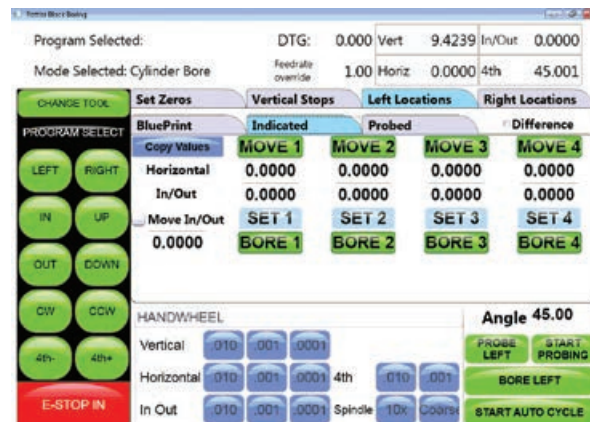 Rottler Block Boring
Program Selected: DTG: 0.000 Vert 9.4239 In/Out 0.0000
Mode Selected: Cylinder Bore Feedrate override 1.00 Horiz 0.0000 4th 45.001
CHANGE TOOL Set Zeros Vertical Stops Left Locations Right Locations
PROGRAM SELECT BluePrint Indicated Probed Difference
Copy Values MOVE 1 MOVE 2 MOVE 3 MOVE 4
LEFT RIGHT Horizontal 0.0000 0.0000 0.0000 0.0000
In/Out 0.0000 0.0000 0.0000 0.0000
IN UP Move In/Out SET 1 SET 2 SET 3 SET 4
0.0000 BORE 1 BORE 2 BORE 3 BORE 4
OUT DOWN
CW CCW HANDWHEEL Angle 45.00
Vertical .010 .001 .0001 PROBE LEFT START PROBING
4th- 4th+ Horizontal .010 .001 .0001 4th .010 .001 BORE LEFT
E-STOP IN In Out .010 .001 .0001 Spindle 10x Coarse START AUTO CYCLE